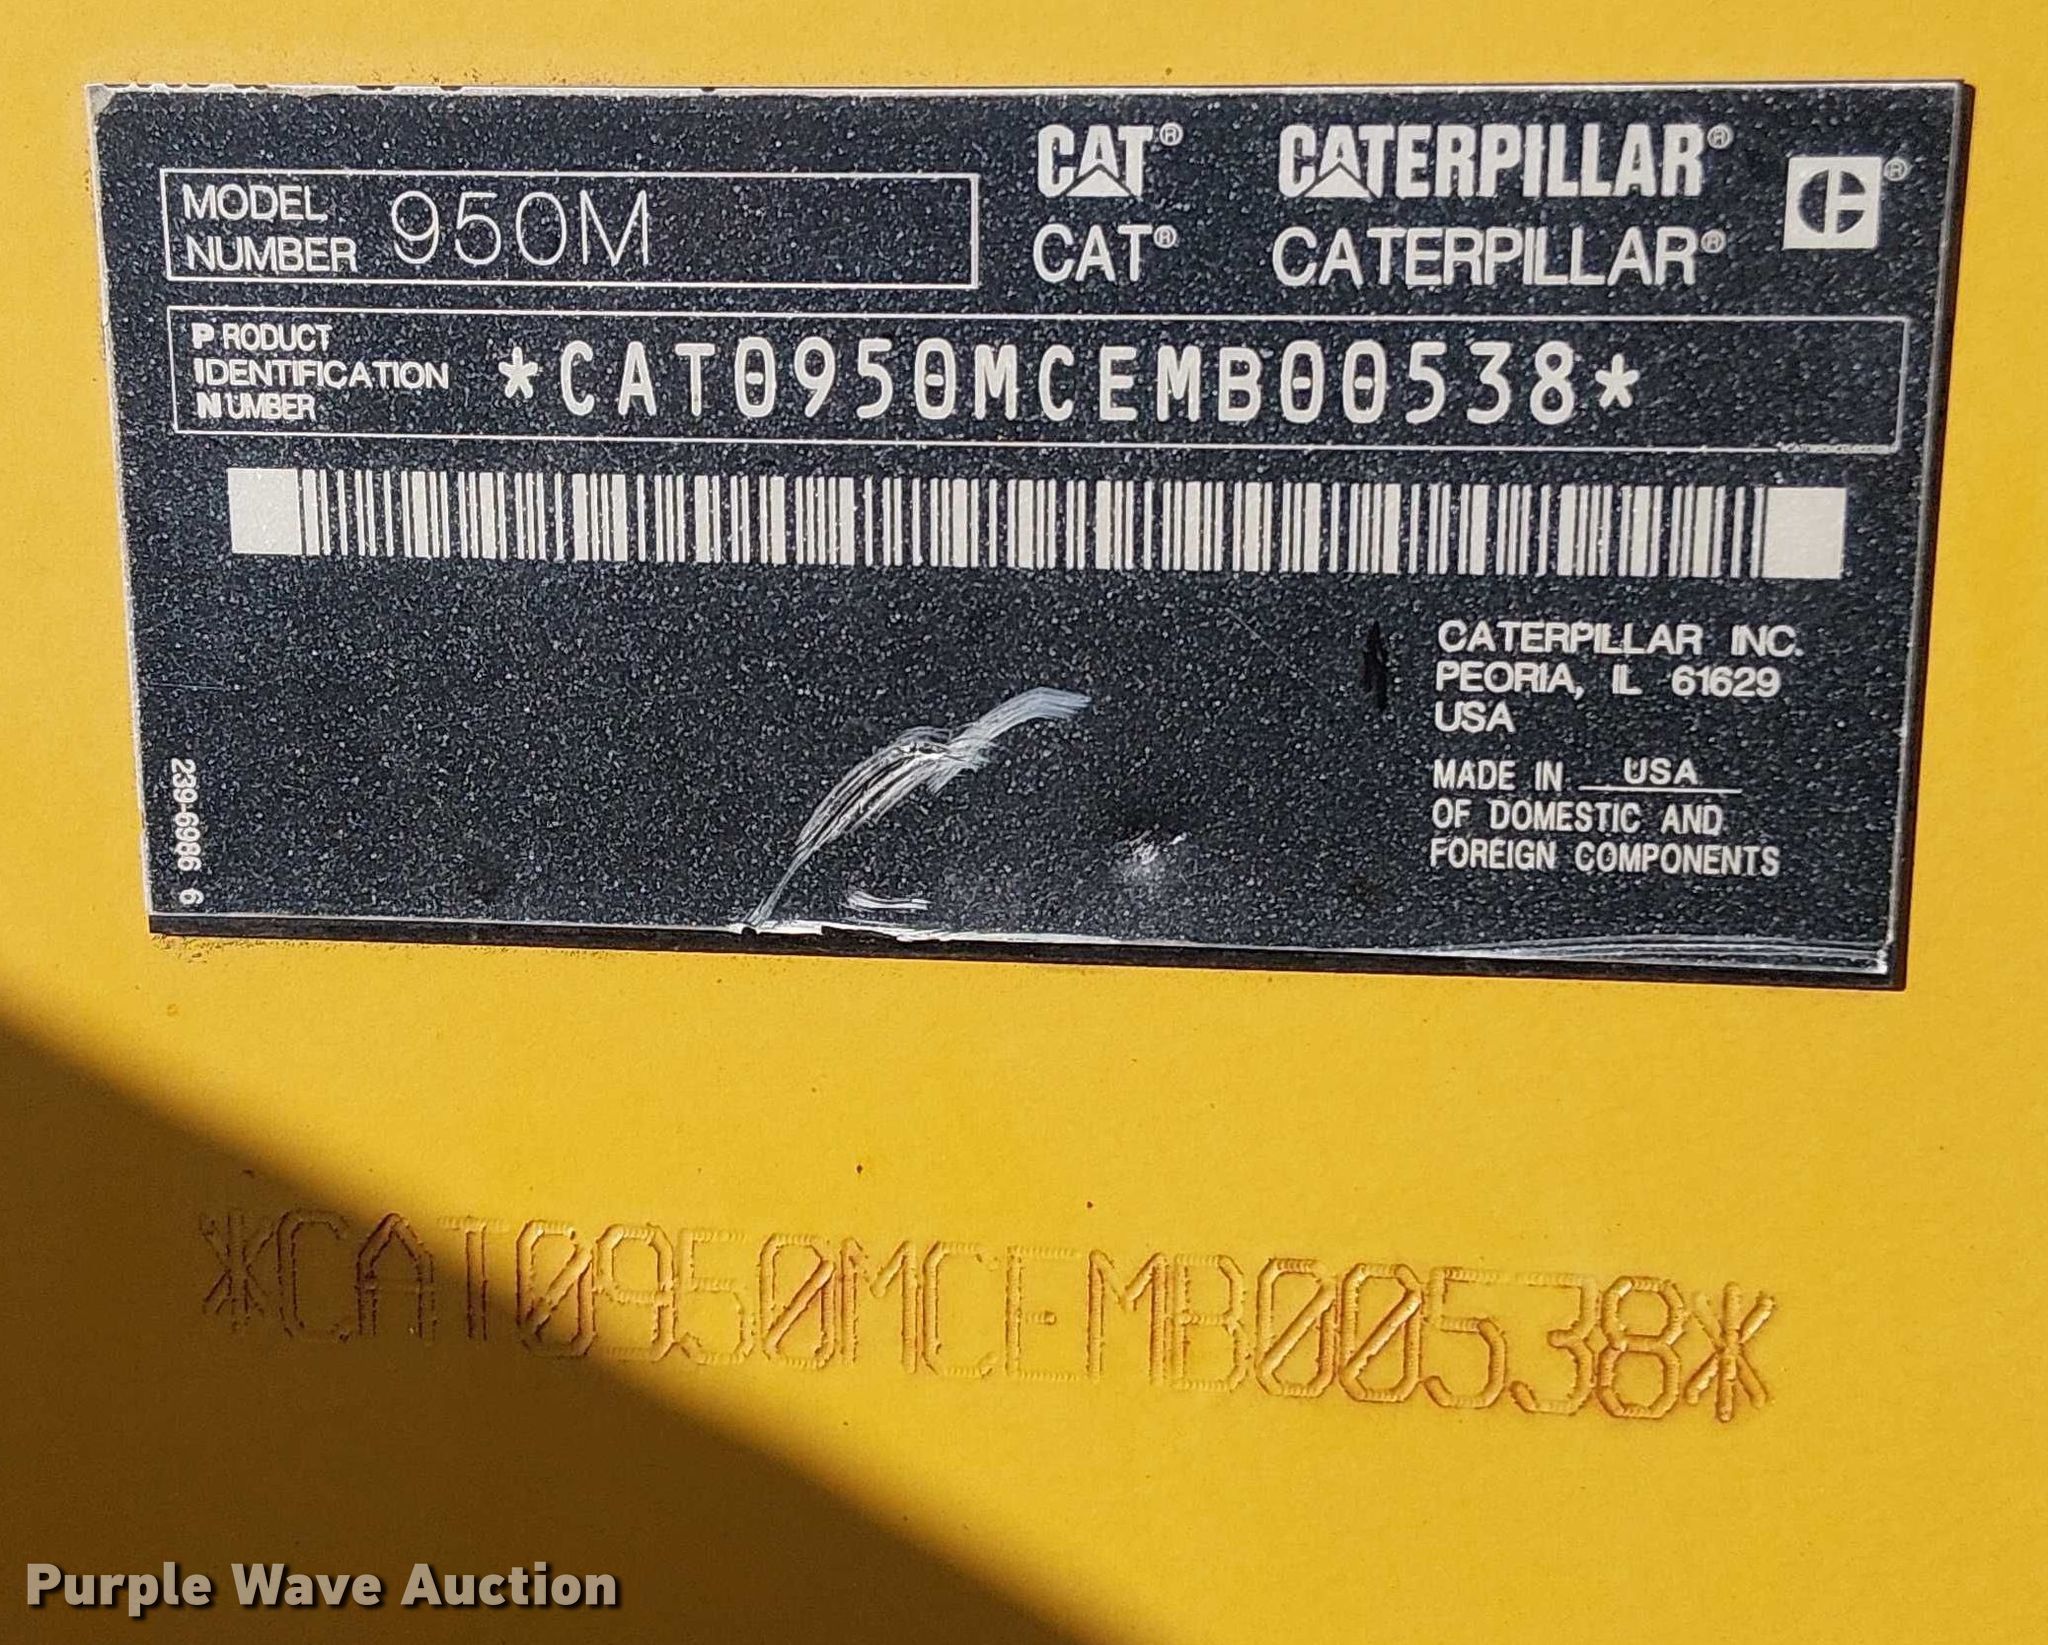 CAT® CATERPILLAR®
MODEL NUMBER 950M
CAT® CATERPILLAR®
PRODUCT
IDENTIFICATION
NUMBER
*CAT0950MCEMB00538*
CATERPILLAR INC.
PEORIA, IL 61629
USA
MADE IN USA
OF DOMESTIC AND
FOREIGN COMPONENTS
239-6986 6
*CAT0950MCEMB00538*
Purple Wave Auction